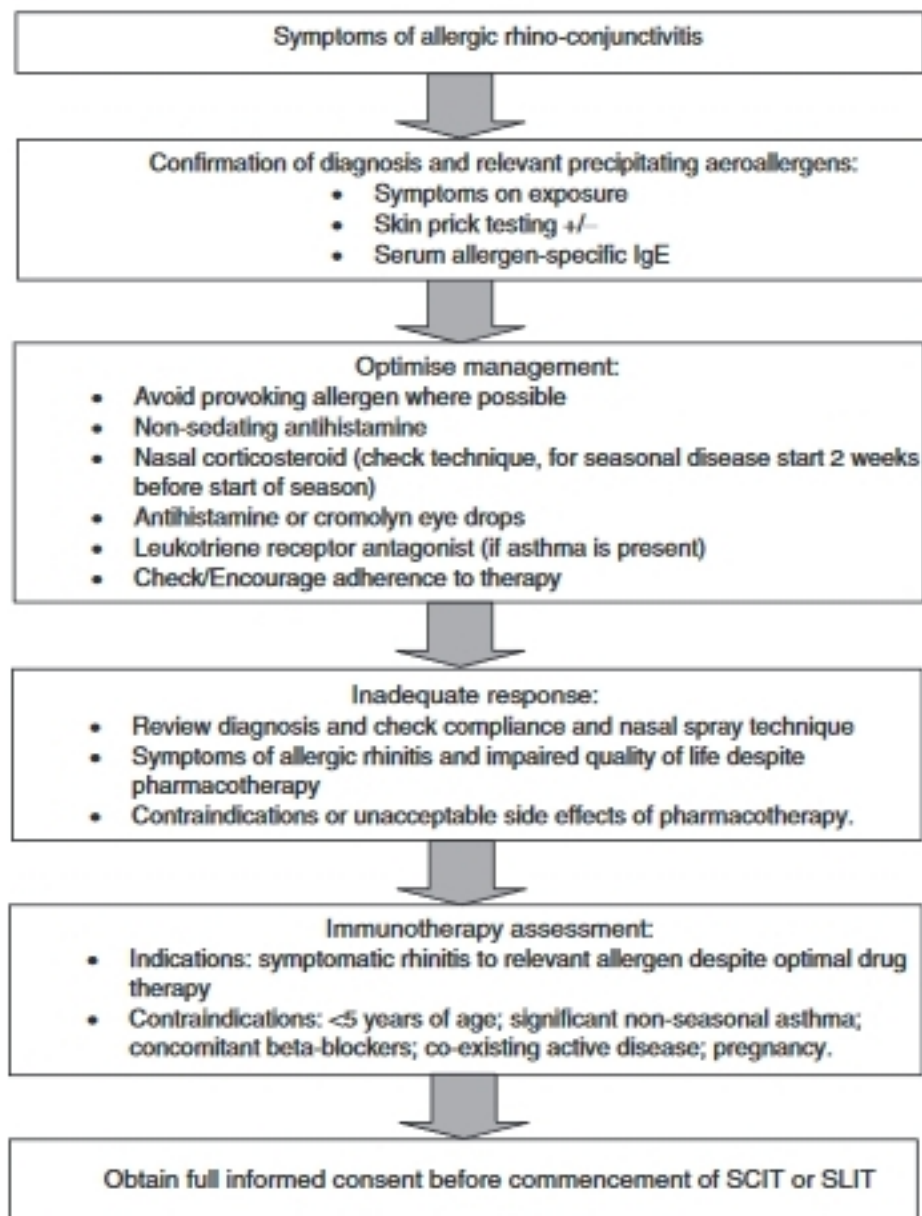 Symptoms of allergic rhino-conjunctivitis
Confirmation of diagnosis and relevant precipitating aeroallergens:
• Symptoms on exposure
• Skin prick testing +/–
• Serum allergen-specific IgE
Optimise management:
• Avoid provoking allergen where possible
• Non-sedating antihistamine
• Nasal corticosteroid (check technique, for seasonal disease start 2 weeks
before start of season)
• Antihistamine or cromolyn eye drops
• Leukotriene receptor antagonist (if asthma is present)
• Check/Encourage adherence to therapy
Inadequate response:
• Review diagnosis and check compliance and nasal spray technique
• Symptoms of allergic rhinitis and impaired quality of life despite
pharmacotherapy
• Contraindications or unacceptable side effects of pharmacotherapy.
Immunotherapy assessment:
• Indications: symptomatic rhinitis to relevant allergen despite optimal drug
therapy
• Contraindications: <5 years of age; significant non-seasonal asthma;
concomitant beta-blockers; co-existing active disease; pregnancy.
Obtain full informed consent before commencement of SCIT or SLIT